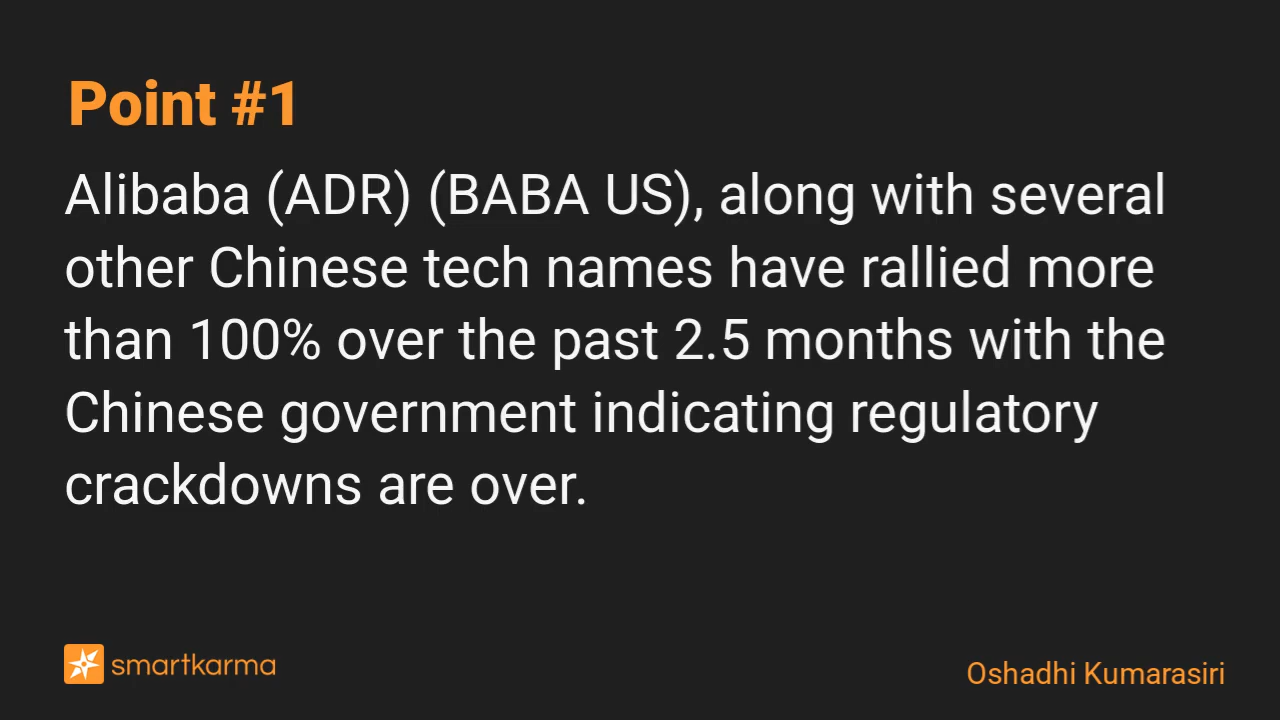 Point #1
Alibaba (ADR) (BABA US), along with several
other Chinese tech names have rallied more
than 100% over the past 2.5 months with the
Chinese government indicating regulatory
crackdowns are over.
smartkarma
Oshadhi Kumarasiri